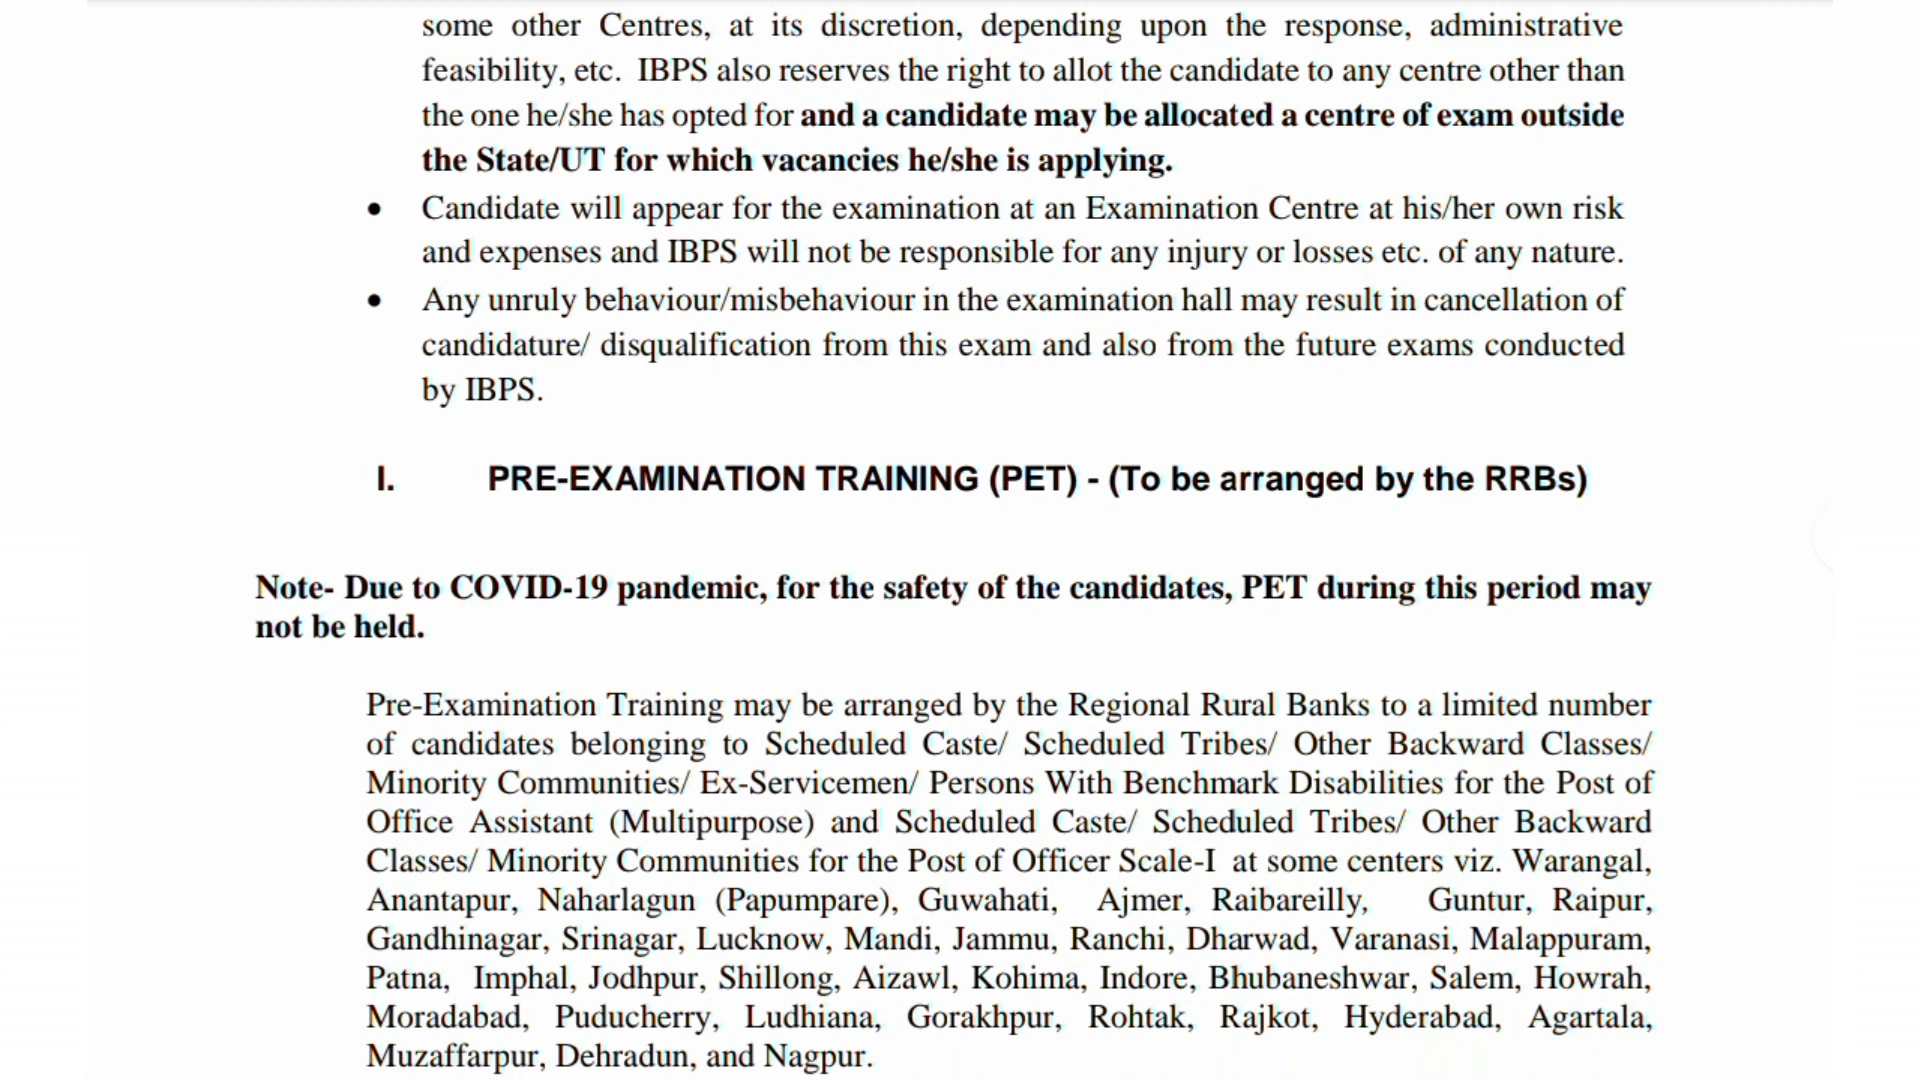 some other Centres, at its discretion, depending upon the response, administrative
feasibility, etc. IBPS also reserves the right to allot the candidate to any centre other than
the one he/she has opted for and a candidate may be allocated a centre of exam outside
the State/UT for which vacancies he/she is applying.
• Candidate will appear for the examination at an Examination Centre at his/her own risk
and expenses and IBPS will not be responsible for any injury or losses etc. of any nature.
• Any unruly behaviour/misbehaviour in the examination hall may result in cancellation of
candidature/ disqualification from this exam and also from the future exams conducted
by IBPS.
I. PRE-EXAMINATION TRAINING (PET) - (To be arranged by the RRBs)
Note- Due to COVID-19 pandemic, for the safety of the candidates, PET during this period may
not be held.
Pre-Examination Training may be arranged by the Regional Rural Banks to a limited number
of candidates belonging to Scheduled Caste/ Scheduled Tribes/ Other Backward Classes/
Minority Communities/ Ex-Servicemen/ Persons With Benchmark Disabilities for the Post of
Office Assistant (Multipurpose) and Scheduled Caste/ Scheduled Tribes/ Other Backward
Classes/ Minority Communities for the Post of Officer Scale-I at some centers viz. Warangal,
Anantapur, Naharlagun (Papumpare), Guwahati, Ajmer, Raibareilly, Guntur, Raipur,
Gandhinagar, Srinagar, Lucknow, Mandi, Jammu, Ranchi, Dharwad, Varanasi, Malappuram,
Patna, Imphal, Jodhpur, Shillong, Aizawl, Kohima, Indore, Bhubaneshwar, Salem, Howrah,
Moradabad, Puducherry, Ludhiana, Gorakhpur, Rohtak, Rajkot, Hyderabad, Agartala,
Muzaffarpur, Dehradun, and Nagpur.